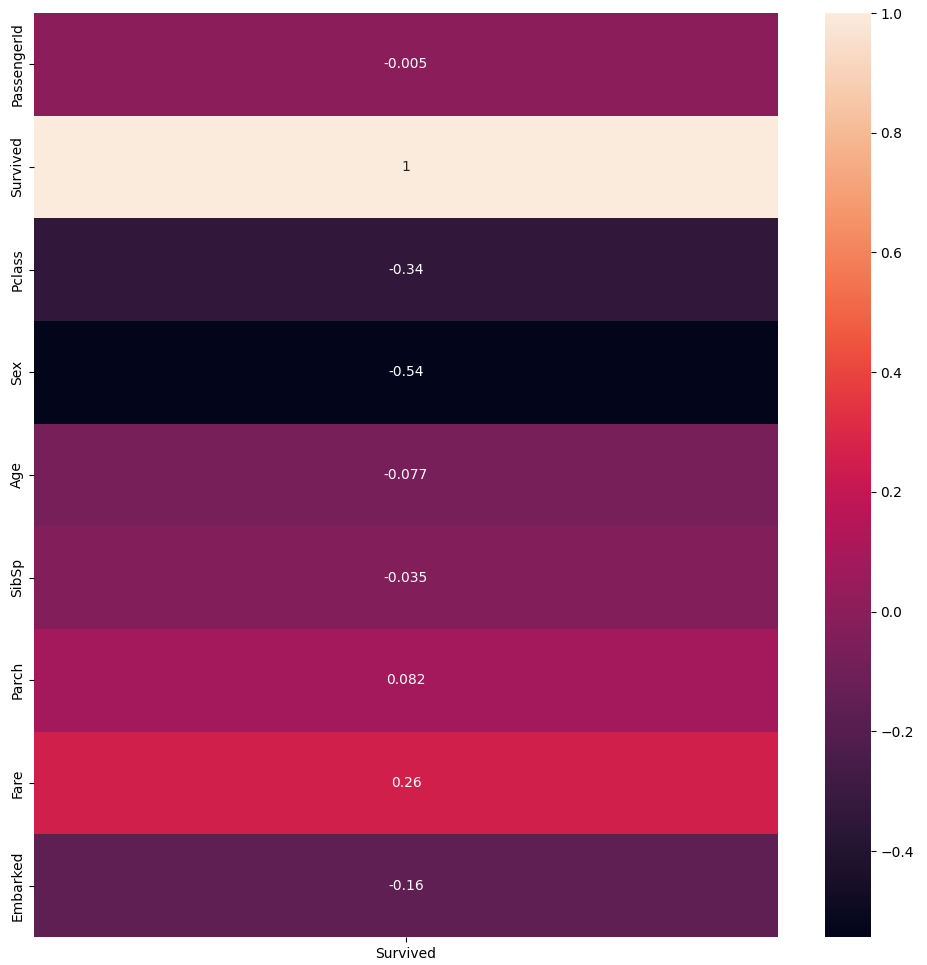 PassengerId
-0.005
Survived
1
Pclass
-0.34
Sex
-0.54
Age
-0.077
SibSp
-0.035
Parch
0.082
Fare
0.26
Embarked
-0.16
Survived
1.0
0.8
0.6
0.4
0.2
0.0
−0.2
−0.4